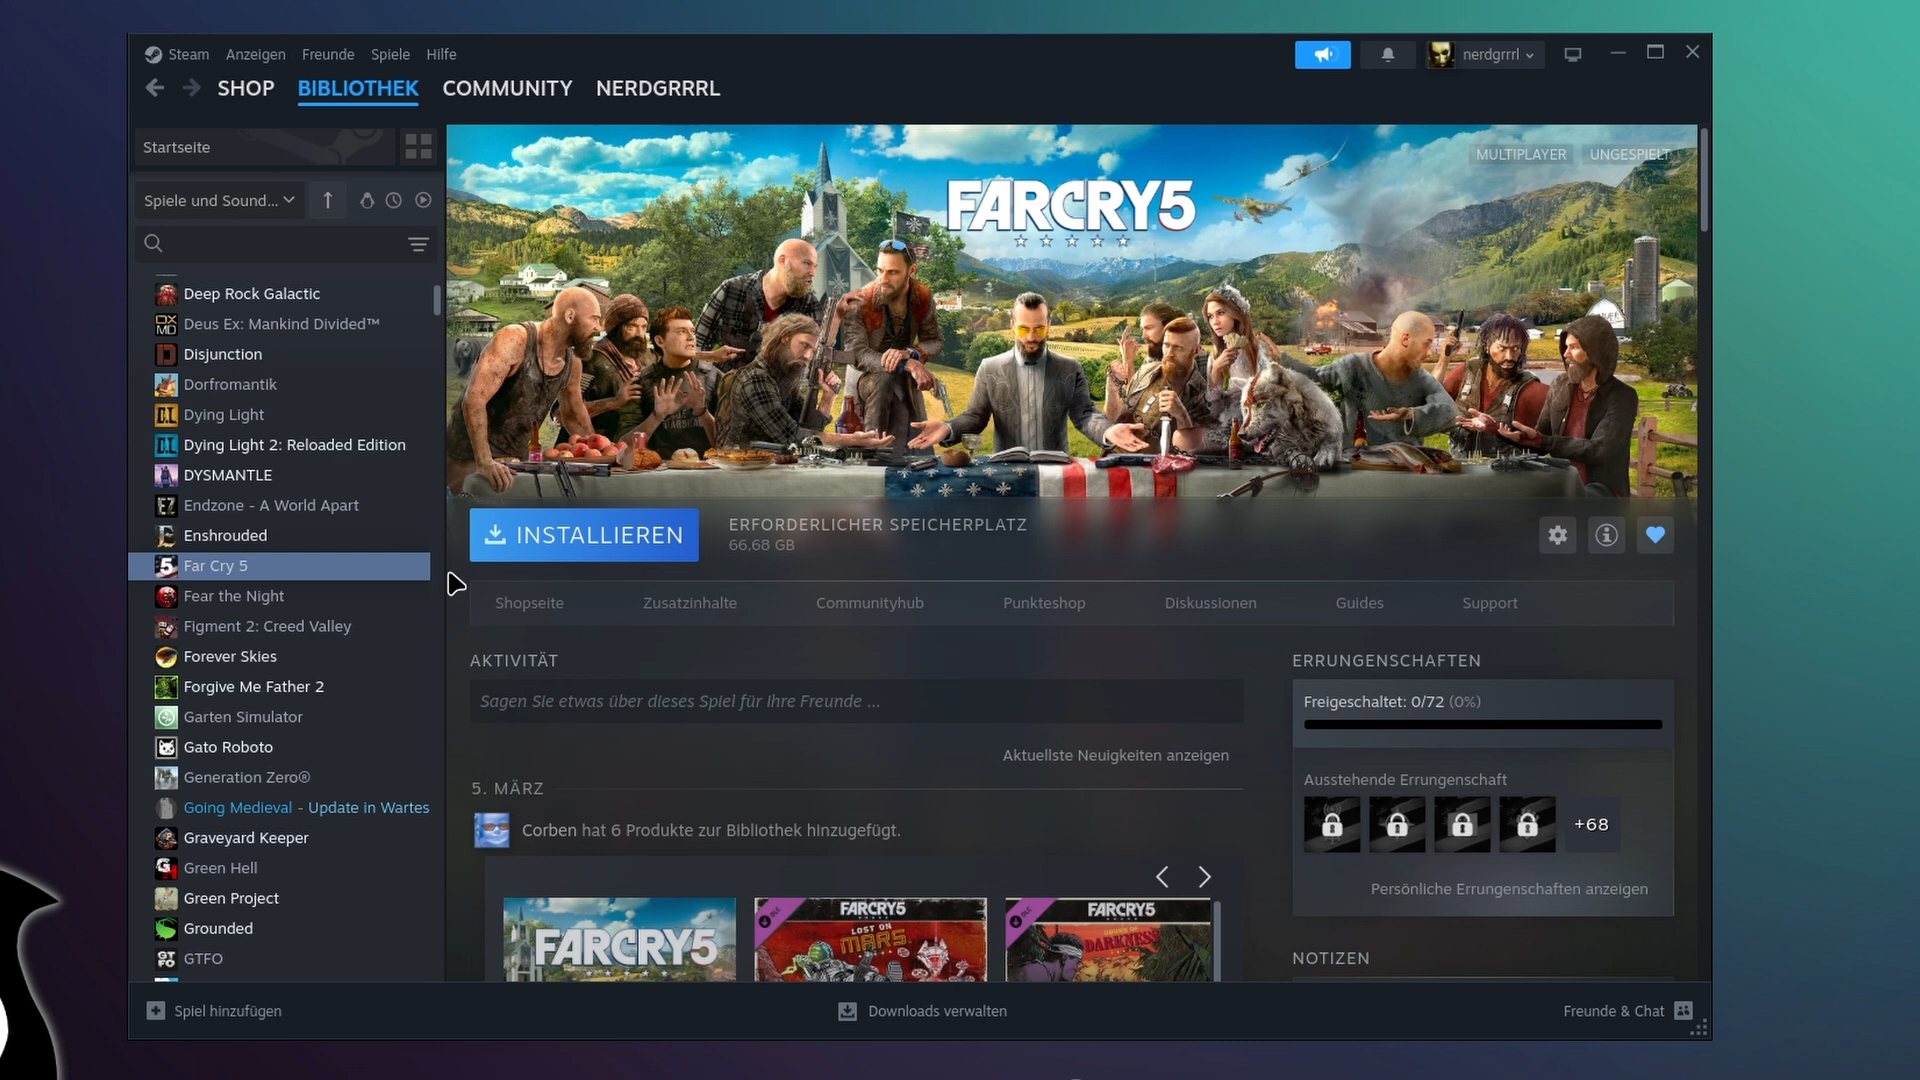 Steam Anzeigen Freunde Spiele Hilfe
nerdgrrrl
SHOP BIBLIOTHEK COMMUNITY NERDGRRRL
Startseite
Spiele und Sound...
Deep Rock Galactic
Deus Ex: Mankind Divided™
Disjunction
Dorfromantik
Dying Light
Dying Light 2: Reloaded Edition
DYSMANTLE
Endzone - A World Apart
Enshrouded
Far Cry 5
Fear the Night
Figment 2: Creed Valley
Forever Skies
Forgive Me Father 2
Garten Simulator
Gato Roboto
Generation Zero®
Going Medieval - Update in Wartes
Graveyard Keeper
Green Hell
Green Project
Grounded
GTFO
MULTIPLAYER UNGESPIELT
FARCRY5
INSTALLIEREN
ERFORDERLICHER SPEICHERPLATZ
66,68 GB
Shopseite Zusatzinhalte Communityhub Punkteshop Diskussionen Guides Support
AKTIVITÄT
Sagen Sie etwas über dieses Spiel für Ihre Freunde ...
Aktuellste Neuigkeiten anzeigen
5. MÄRZ
Corben hat 6 Produkte zur Bibliothek hinzugefügt.
FARCRY5
DLC
FARCRY5
LOST ON
MARS
DLC
FARCRY5
HOURS OF
DARKNESS
ERRUNGENSCHAFTEN
Freigeschaltet: 0/72 (0%)
Ausstehende Errungenschaft
+68
Persönliche Errungenschaften anzeigen
NOTIZEN
Spiel hinzufügen
Downloads verwalten
Freunde & Chat